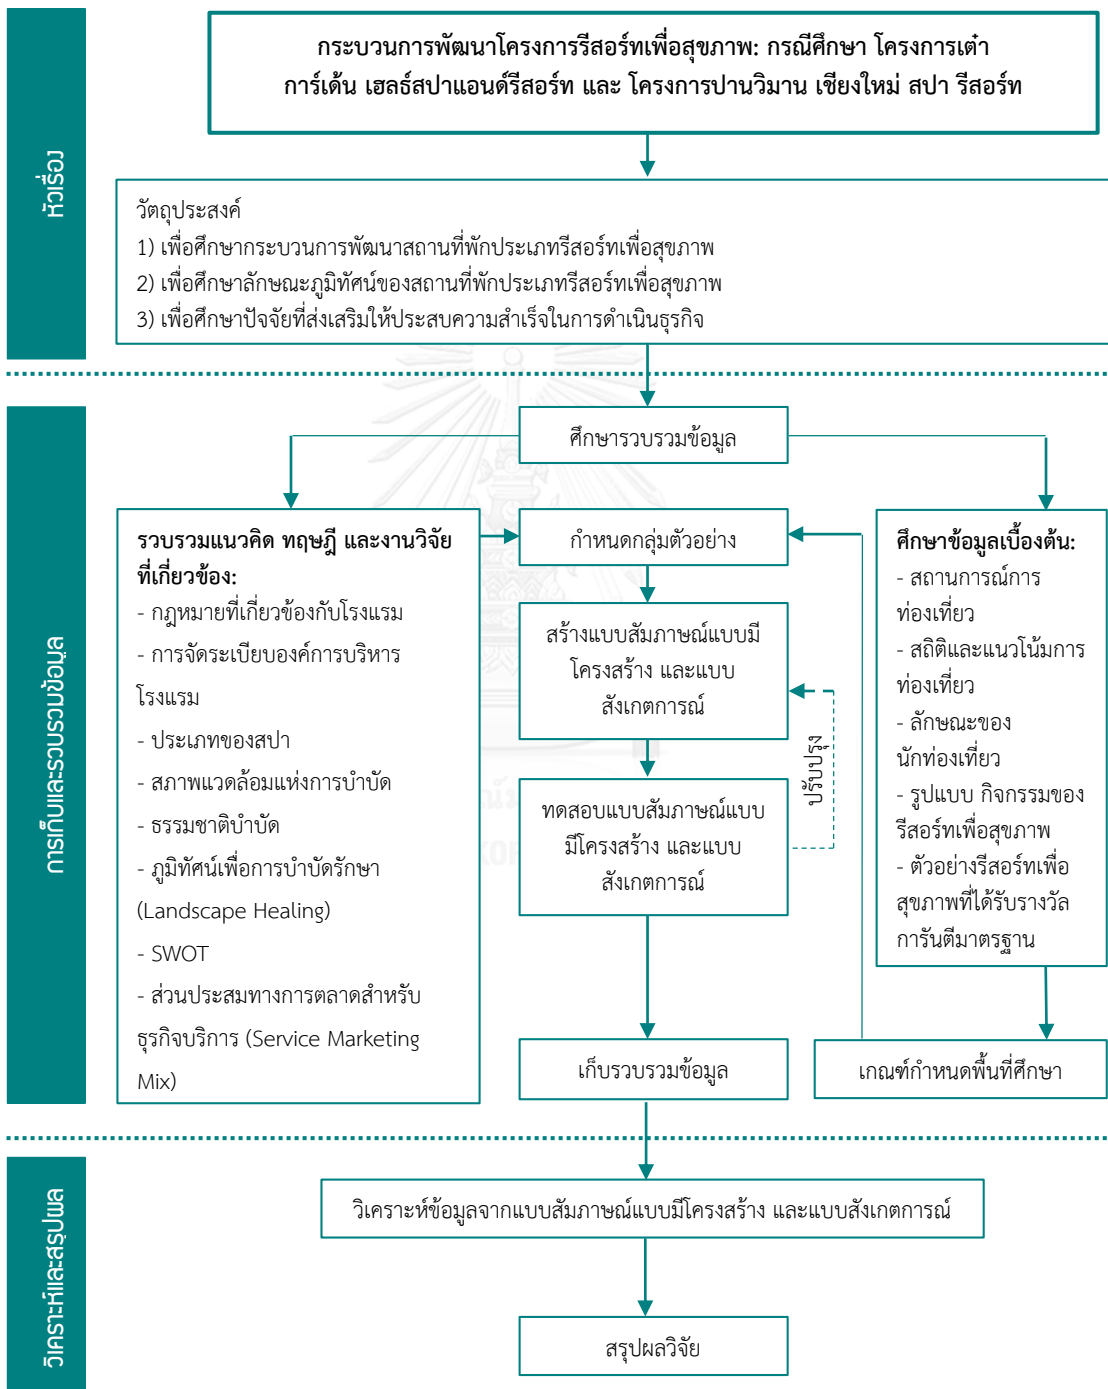 หัวเรื่อง
กระบวนการพัฒนาโครงการรีสอร์ทเพื่อสุขภาพ: กรณีศึกษา โครงการเต๋า
การ์เด้น เฮลธ์สปาแอนด์รีสอร์ท และ โครงการปานวิมาน เชียงใหม่ สปา รีสอร์ท
วัตถุประสงค์
1) เพื่อศึกษากระบวนการพัฒนาสถานที่พักประเภทรีสอร์ทเพื่อสุขภาพ
2) เพื่อศึกษาลักษณะภูมิทัศน์ของสถานที่พักประเภทรีสอร์ทเพื่อสุขภาพ
3) เพื่อศึกษาปัจจัยที่ส่งเสริมให้ประสบความสำเร็จในการดำเนินธุรกิจ
การเก็บและรวบรวมข้อมูล
ศึกษารวบรวมข้อมูล
รวบรวมแนวคิด ทฤษฎี และงานวิจัย
ที่เกี่ยวข้อง:
- กฎหมายที่เกี่ยวข้องกับโรงแรม
- การจัดระเบียบองค์การบริหาร
โรงแรม
- ประเภทของสปา
- สภาพแวดล้อมแห่งการบำบัด
- ธรรมชาติบำบัด
- ภูมิทัศน์เพื่อการบำบัดรักษา
(Landscape Healing)
- SWOT
- ส่วนประสมทางการตลาดสำหรับ
ธุรกิจบริการ (Service Marketing
Mix)
กำหนดกลุ่มตัวอย่าง
สร้างแบบสัมภาษณ์แบบมี
โครงสร้าง และแบบ
สังเกตการณ์
ปรับปรุง
ทดสอบแบบสัมภาษณ์แบบ
มีโครงสร้าง และแบบ
สังเกตการณ์
เก็บรวบรวมข้อมูล
ศึกษาข้อมูลเบื้องต้น:
- สถานการณ์การ
ท่องเที่ยว
- สถิติและแนวโน้มการ
ท่องเที่ยว
- ลักษณะของ
นักท่องเที่ยว
- รูปแบบ กิจกรรมของ
รีสอร์ทเพื่อสุขภาพ
- ตัวอย่างรีสอร์ทเพื่อ
สุขภาพที่ได้รับรางวัล
การันตีมาตรฐาน
เกณฑ์กำหนดพื้นที่ศึกษา
วิเคราะห์และสรุปผล
วิเคราะห์ข้อมูลจากแบบสัมภาษณ์แบบมีโครงสร้าง และแบบสังเกตการณ์
สรุปผลวิจัย